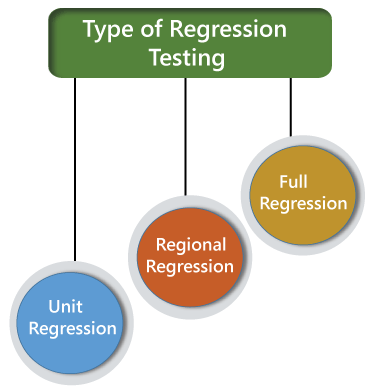 Type of Regression
Testing
Full
Regression
Regional
Regression
Unit
Regression